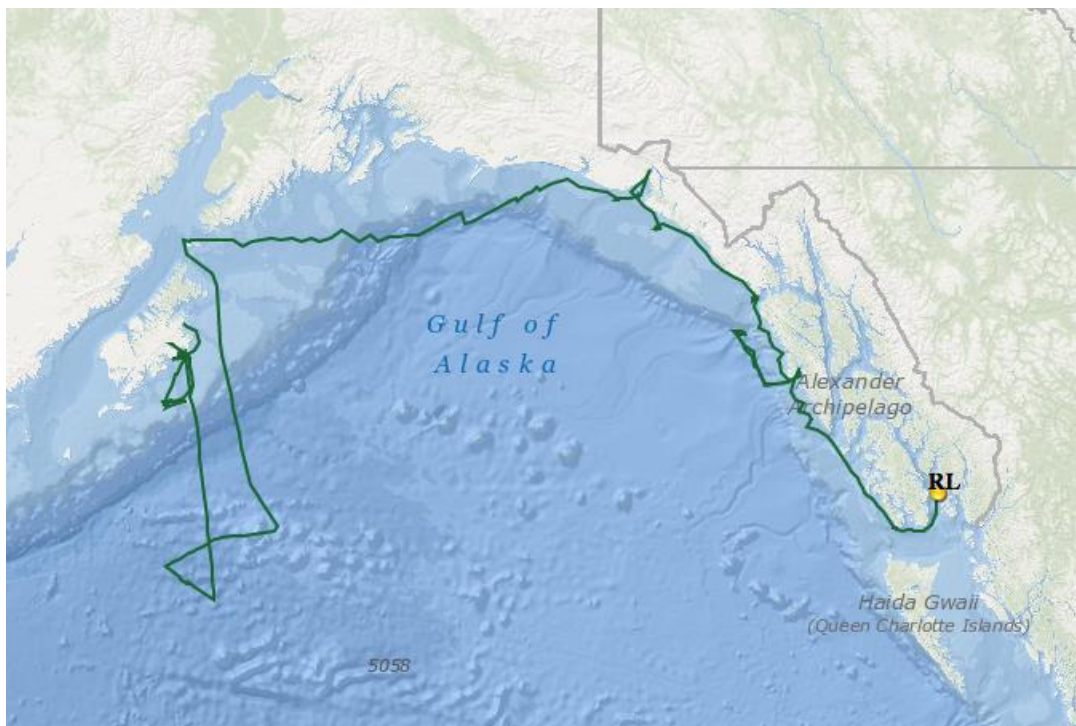 Gulf of
Alaska
Alexander
Archipelago
RL
Haida Gwaii
(Queen Charlotte Islands)
5058